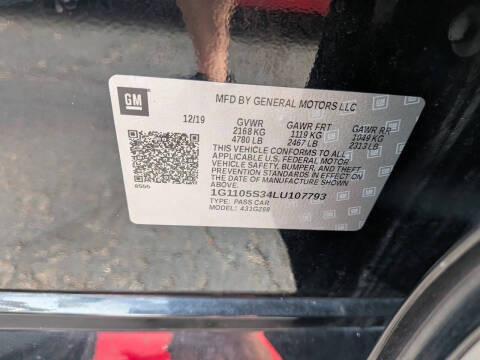 GM
MFD BY GENERAL MOTORS LLC
12/19 GVWR GAWR FRT GAWR RR
2168 KG 1119 KG 1049 KG
4780 LB 2467 LB 2313 LB
THIS VEHICLE CONFORMS TO ALL
APPLICABLE U.S. FEDERAL MOTOR
VEHICLE SAFETY, BUMPER, AND THEFT
PREVENTION STANDARDS IN EFFECT ON
THE DATE OF MANUFACTURE SHOWN
ABOVE.
1G1105S34LU107793
TYPE: PASS CAR
MODEL: